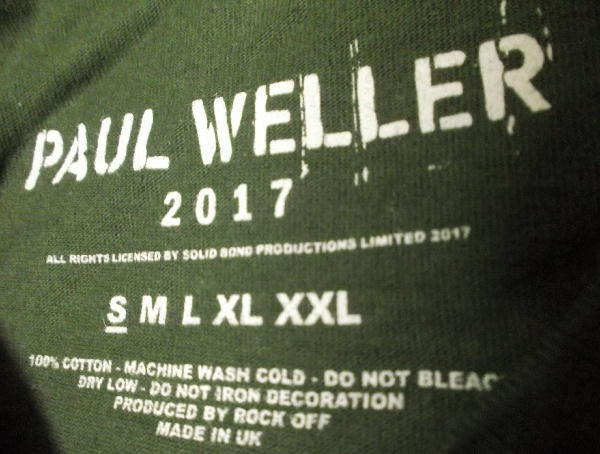 PAUL WELLER
2017
ALL RIGHTS LICENSED BY SOLID BOND PRODUCTIONS LIMITED 2017
S M L XL XXL
100% COTTON - MACHINE WASH COLD - DO NOT BLEAC
DRY LOW - DO NOT IRON DECORATION
PRODUCED BY ROCK OFF
MADE IN UK